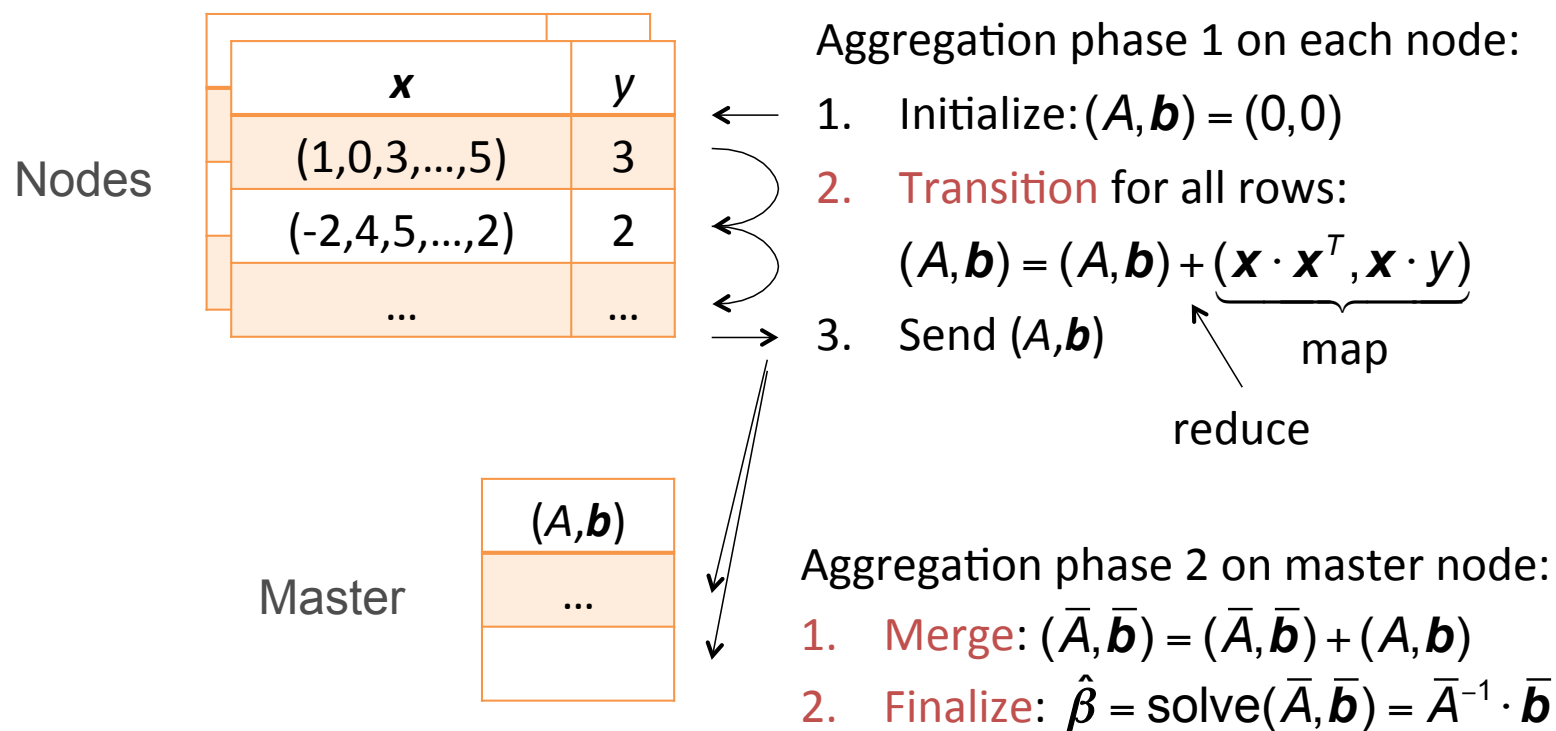 Nodes
x y
(1,0,3,...,5) 3
(-2,4,5,...,2) 2
... ...
Aggregation phase 1 on each node:
1. Initialize: (A,b) = (0,0)
2. Transition for all rows:
(A,b) = (A,b) + (x · xᵀ, x · y)
map
3. Send (A,b)
reduce
Master
(A,b)
...
Aggregation phase 2 on master node:
1. Merge: (A̅,b̅) = (A̅,b̅) + (A,b)
2. Finalize: β̂ = solve(A̅,b̅) = A̅⁻¹ · b̅